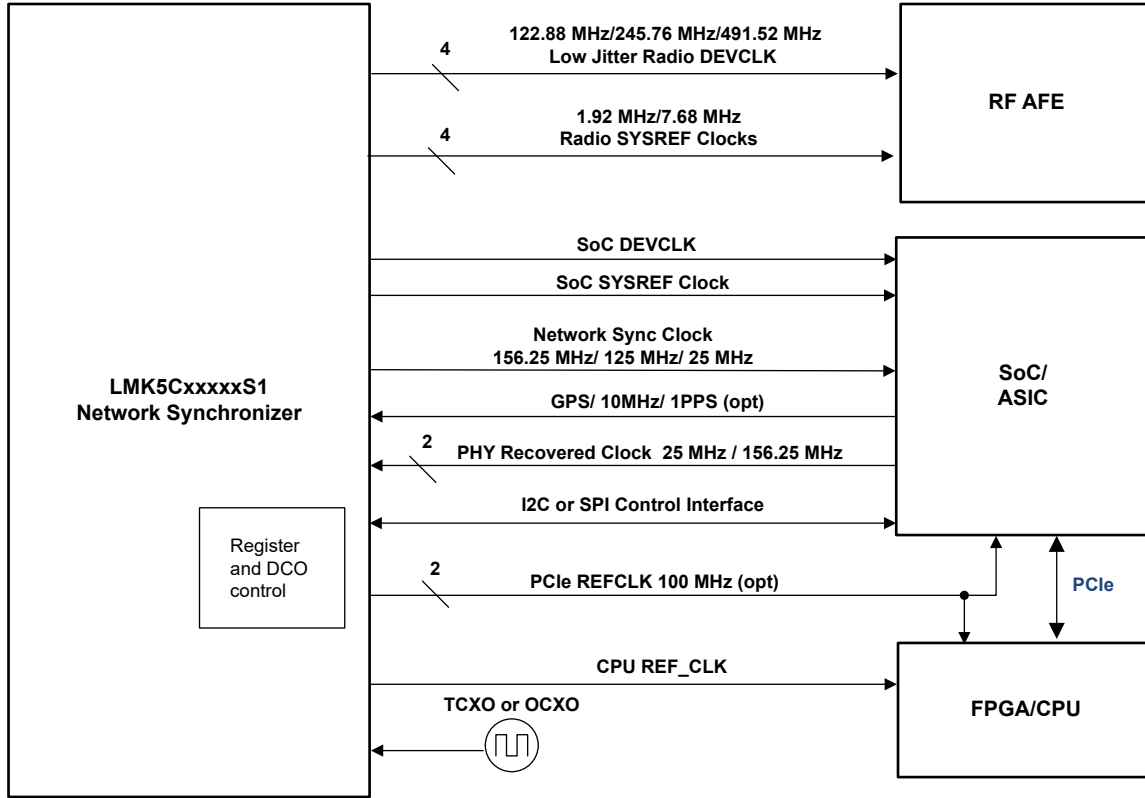 122.88 MHz/245.76 MHz/491.52 MHz
4
Low Jitter Radio DEVCLK
RF AFE
1.92 MHz/7.68 MHz
4
Radio SYSREF Clocks
SoC DEVCLK
SoC SYSREF Clock
Network Sync Clock
156.25 MHz/ 125 MHz/ 25 MHz
LMK5CxxxxxS1
Network Synchronizer
SoC/
ASIC
GPS/ 10MHz/ 1PPS (opt)
2
PHY Recovered Clock 25 MHz / 156.25 MHz
I2C or SPI Control Interface
Register
and DCO
control
2
PCIe REFCLK 100 MHz (opt)
PCIe
CPU REF_CLK
TCXO or OCXO
FPGA/CPU